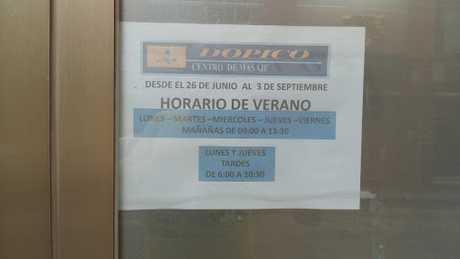 DOPICO
CENTRO DE MASAJE
DESDE EL 26 DE JUNIO AL 3 DE SEPTIEMBRE
HORARIO DE VERANO
LUNES – MARTES – MIERCOLES – JUEVES – VIERNES
MAÑANAS DE 09:00 A 13:30
LUNES Y JUEVES
TARDES
DE 6:00 A 10:30